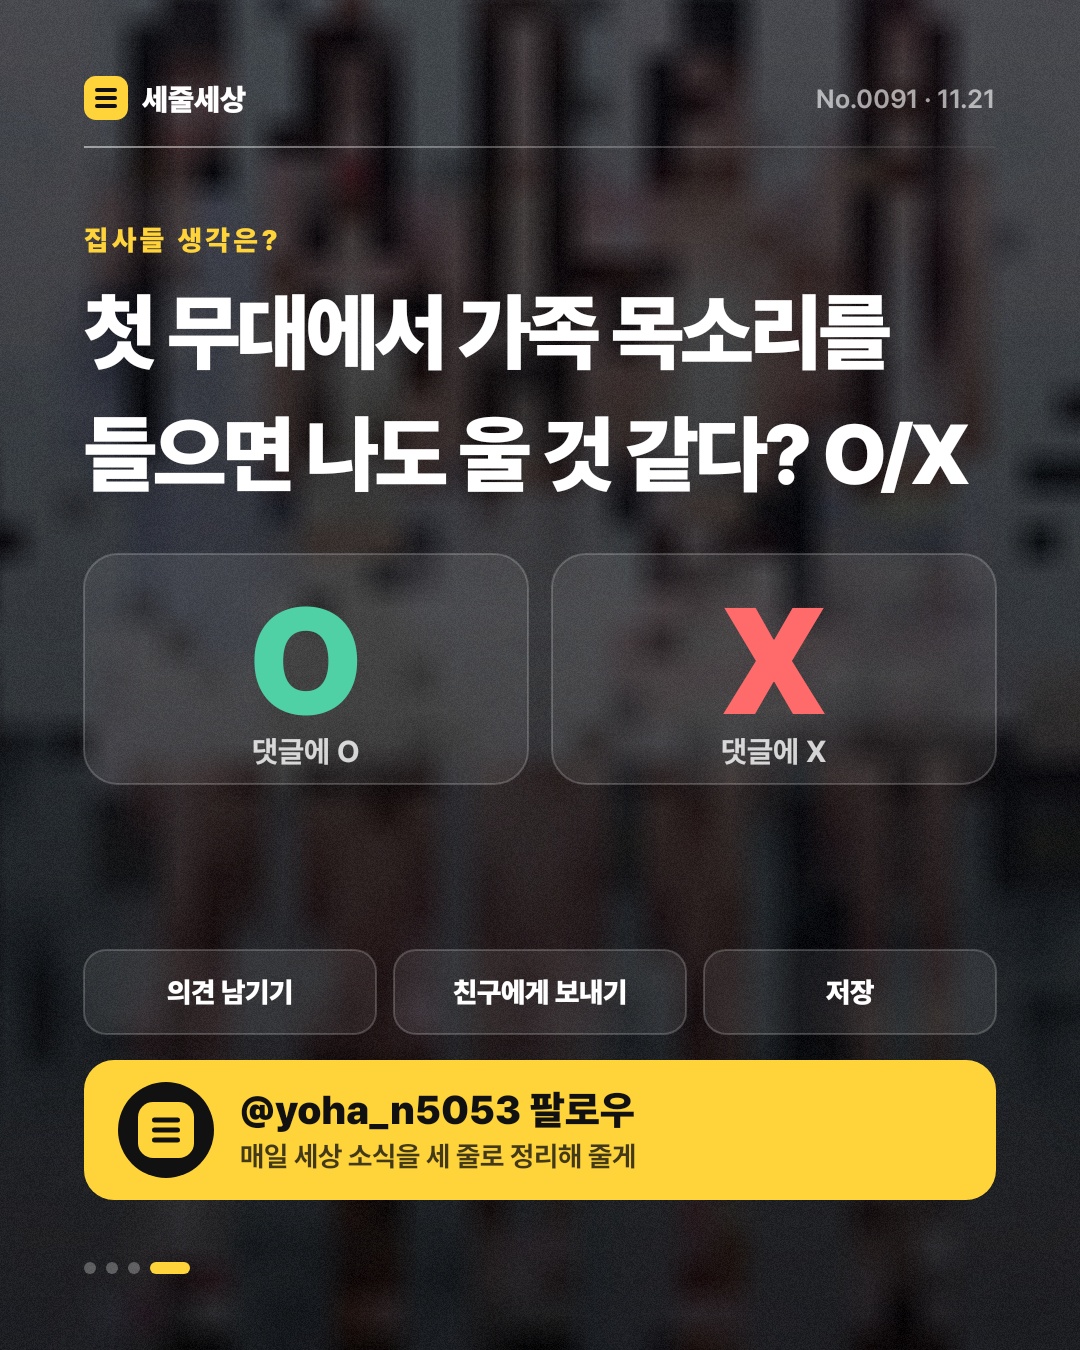 세줄세상
No.0091 · 11.21
집사들 생각은?
첫 무대에서 가족 목소리를
들으면 나도 울 것 같다? O/X
O
댓글에 O
X
댓글에 X
의견 남기기
친구에게 보내기
저장
@yoha_n5053 팔로우
매일 세상 소식을 세 줄로 정리해 줄게